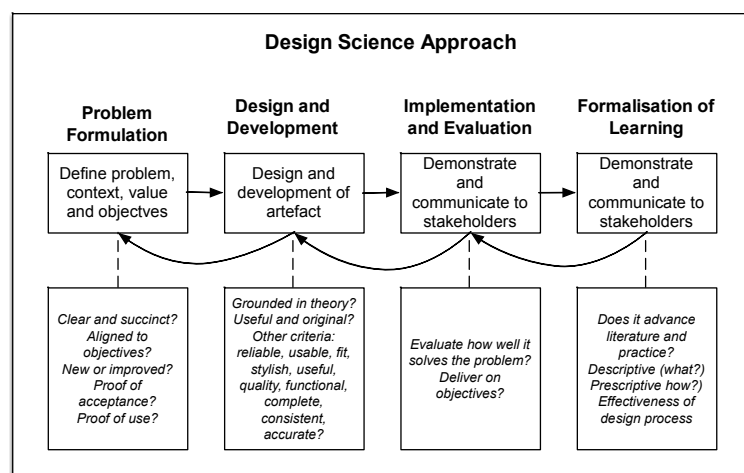 Design Science Approach
Problem
Formulation
Design and
Development
Implementation
and Evaluation
Formalisation of
Learning
Define problem,
context, value
and objectves
Design and
development of
artefact
Demonstrate
and
communicate to
stakeholders
Demonstrate
and
communicate to
stakeholders
Clear and succinct?
Aligned to
objectives?
New or improved?
Proof of
acceptance?
Proof of use?
Grounded in theory?
Useful and original?
Other criteria:
reliable, usable, fit,
stylish, useful,
quality, functional,
complete,
consistent,
accurate?
Evaluate how well it
solves the problem?
Deliver on
objectives?
Does it advance
literature and
practice?
Descriptive (what?)
Prescriptive how?)
Effectiveness of
design process